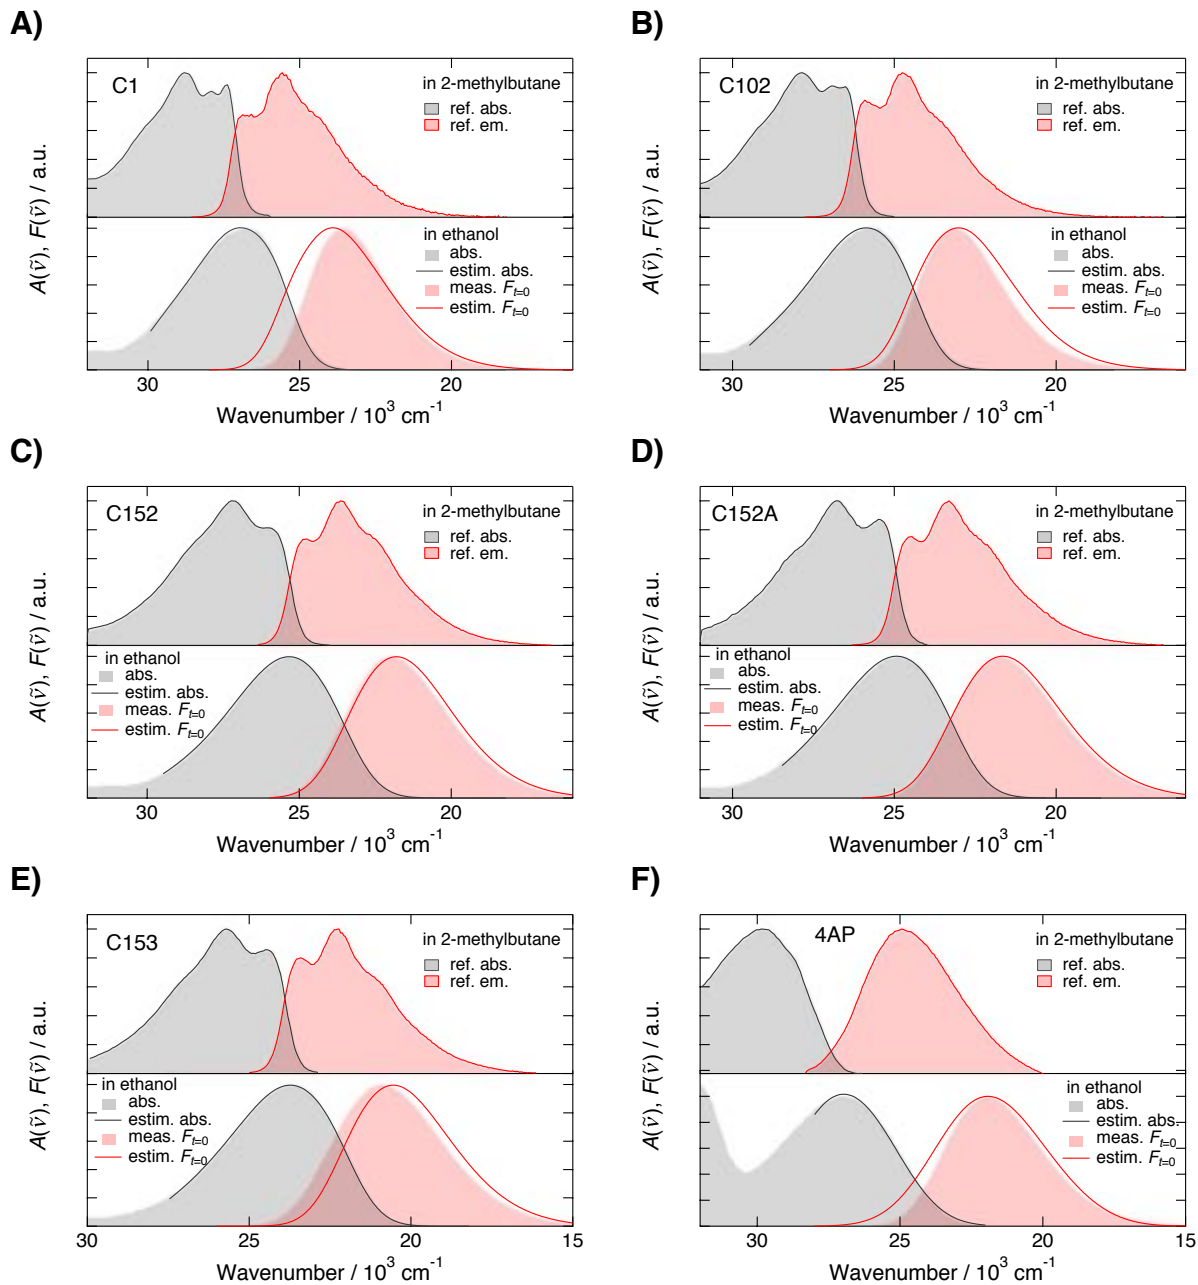 A)
C1
in 2-methylbutane
ref. abs.
ref. em.
in ethanol
abs.
estim. abs.
meas. Ft=0
estim. Ft=0
A(ν̃), F(ν̃) / a.u.
30 25 20
Wavenumber / 10³ cm⁻¹
B)
C102
in 2-methylbutane
ref. abs.
ref. em.
in ethanol
abs.
estim. abs.
meas. Ft=0
estim. Ft=0
A(ν̃), F(ν̃) / a.u.
30 25 20
Wavenumber / 10³ cm⁻¹
C)
C152
in 2-methylbutane
ref. abs.
ref. em.
in ethanol
abs.
estim. abs.
meas. Ft=0
estim. Ft=0
A(ν̃), F(ν̃) / a.u.
30 25 20
Wavenumber / 10³ cm⁻¹
D)
C152A
in 2-methylbutane
ref. abs.
ref. em.
in ethanol
abs.
estim. abs.
meas. Ft=0
estim. Ft=0
A(ν̃), F(ν̃) / a.u.
30 25 20
Wavenumber / 10³ cm⁻¹
E)
C153
in 2-methylbutane
ref. abs.
ref. em.
in ethanol
abs.
estim. abs.
meas. Ft=0
estim. Ft=0
A(ν̃), F(ν̃) / a.u.
30 25 20 15
Wavenumber / 10³ cm⁻¹
F)
4AP
in 2-methylbutane
ref. abs.
ref. em.
in ethanol
abs.
estim. abs.
meas. Ft=0
estim. Ft=0
A(ν̃), F(ν̃) / a.u.
30 25 20 15
Wavenumber / 10³ cm⁻¹